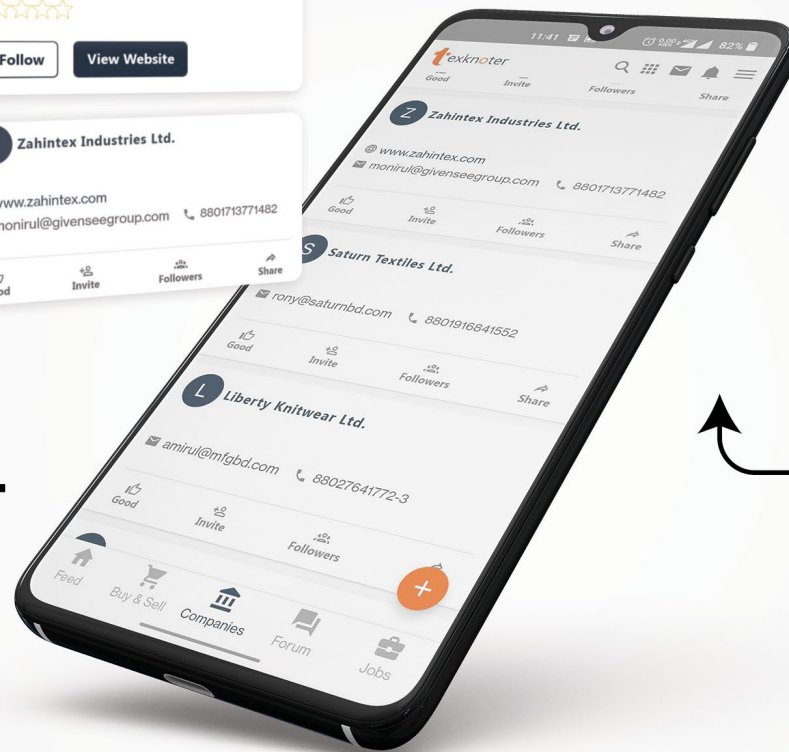 Follow
View Website
Zahintex Industries Ltd.
www.zahintex.com
monirul@givenseegroup.com 8801713771482
Good Invite Followers Share
11:41 82%
texknoter
Good Invite Followers Share
Z Zahintex Industries Ltd.
www.zahintex.com
monirul@givenseegroup.com 8801713771482
Good Invite Followers Share
S Saturn Textiles Ltd.
rony@saturnbd.com 8801916841552
Good Invite Followers Share
L Liberty Knitwear Ltd.
amirul@mfgbd.com 88027641772-3
Good Invite Followers
+
Feed Buy & Sell Companies Forum Jobs